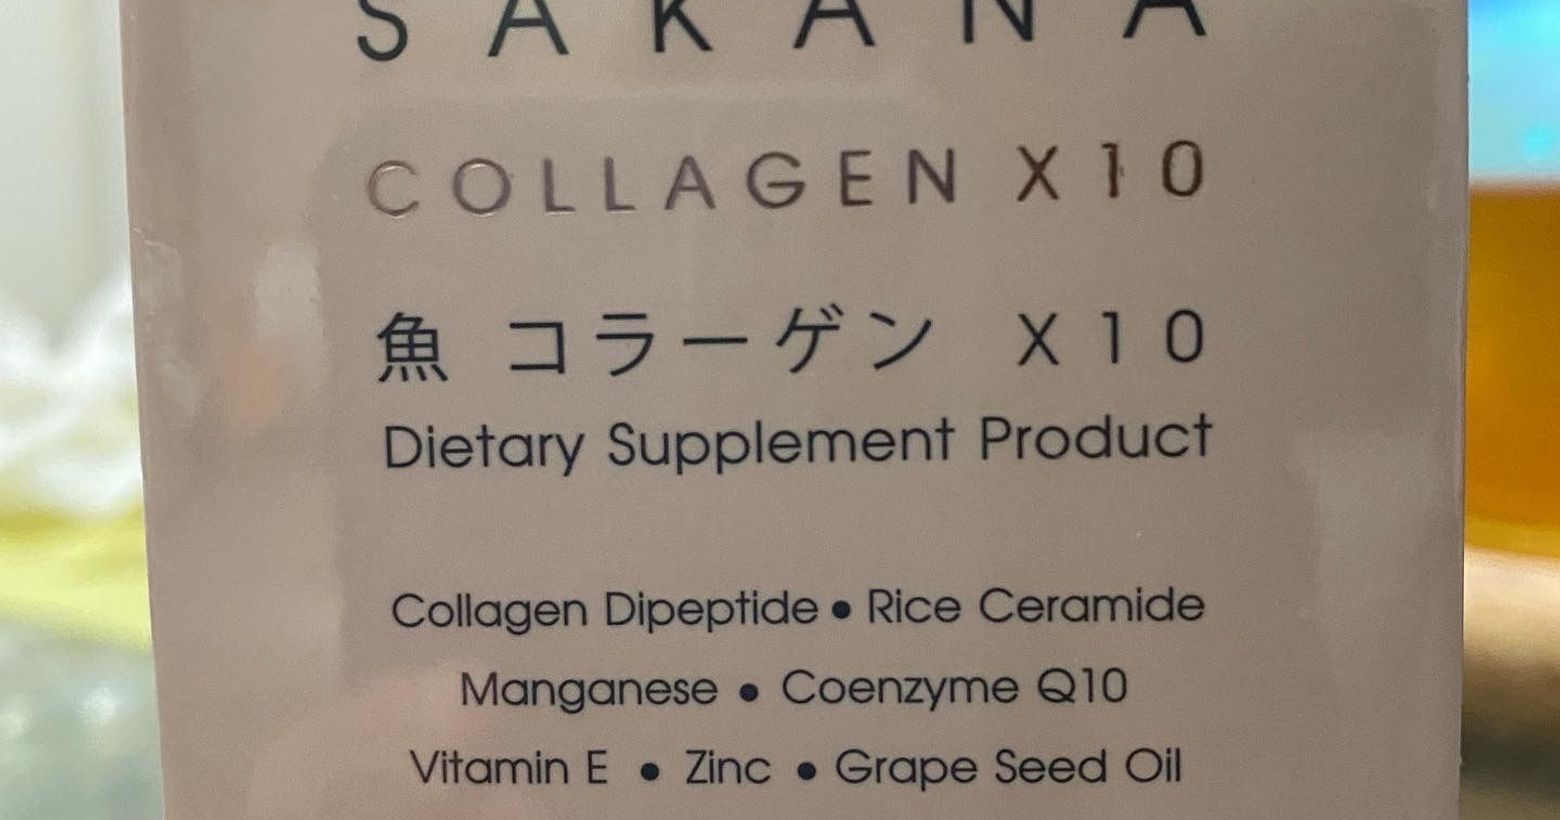 SAKANA
COLLAGEN X10
魚 コラーゲン X10
Dietary Supplement Product
Collagen Dipeptide • Rice Ceramide
Manganese • Coenzyme Q10
Vitamin E • Zinc • Grape Seed Oil